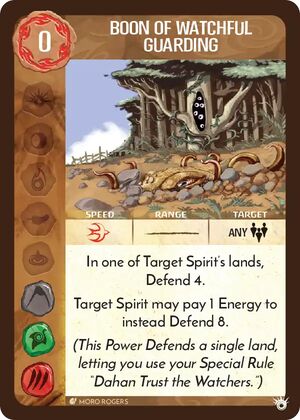 0
BOON OF WATCHFUL
GUARDING
SPEED RANGE TARGET
ANY
In one of Target Spirit's lands,
Defend 4.
Target Spirit may pay 1 Energy to
instead Defend 8.
(This Power Defends a single land,
letting you use your Special Rule
"Dahan Trust the Watchers.")
MORO ROGERS